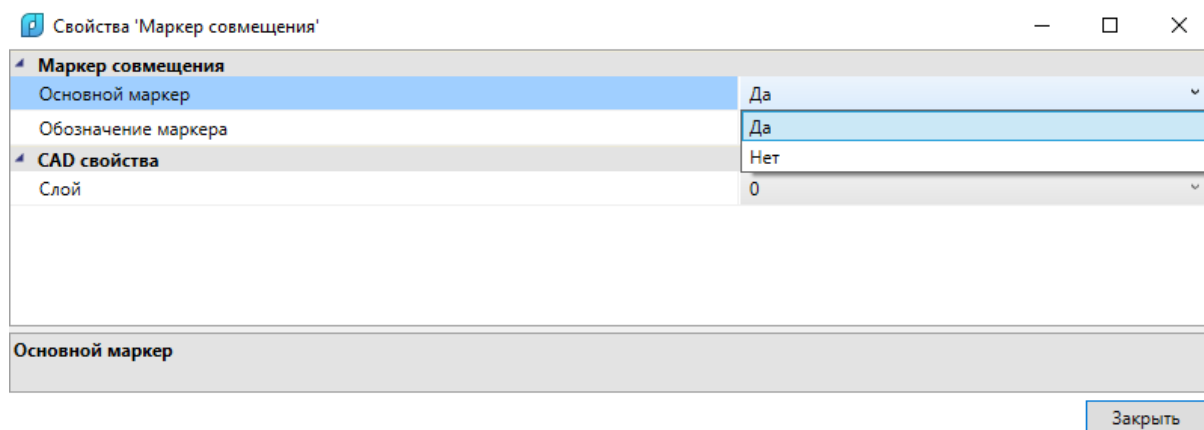 Свойства 'Маркер совмещения'
Маркер совмещения
Основной маркер Да
Обозначение маркера Да
CAD свойства Нет
Слой 0
Основной маркер
Закрыть